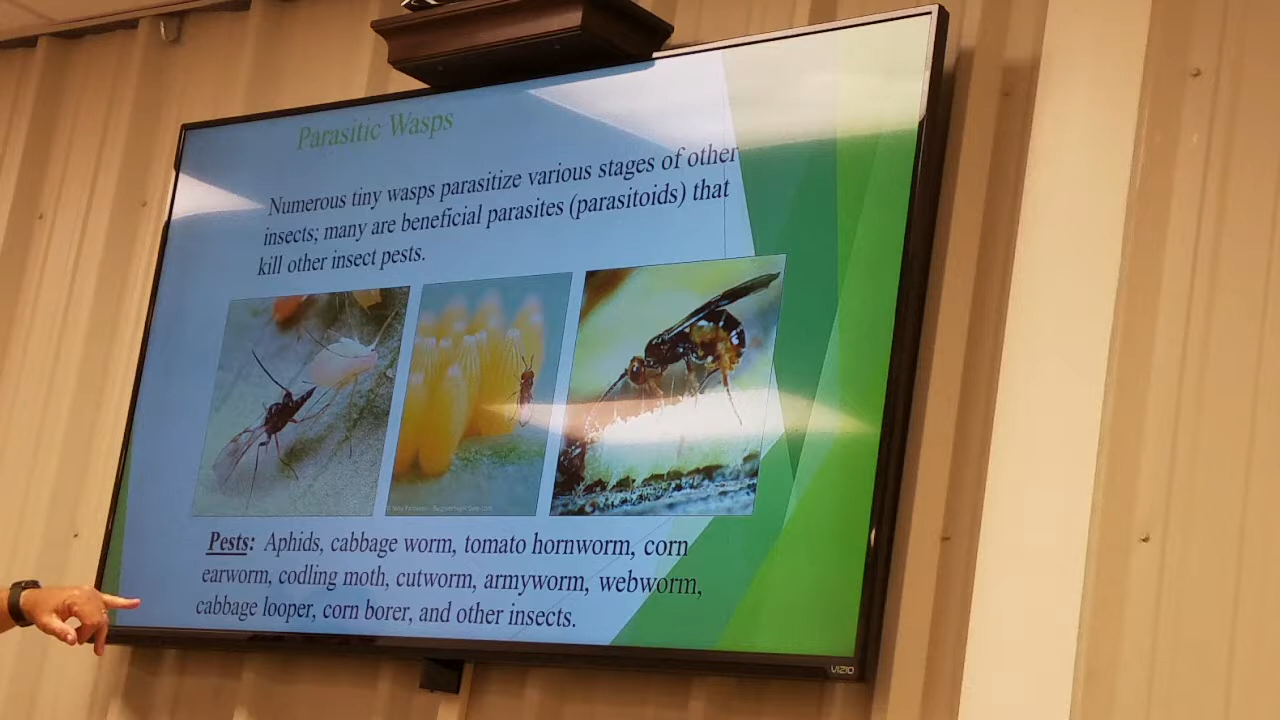 Parasitic Wasps
Numerous tiny wasps parasitize various stages of other
insects; many are beneficial parasites (parasitoids) that
kill other insect pests.
Pests: Aphids, cabbage worm, tomato hornworm, corn
earworm, codling moth, cutworm, armyworm, webworm,
cabbage looper, corn borer, and other insects.
VIZIO